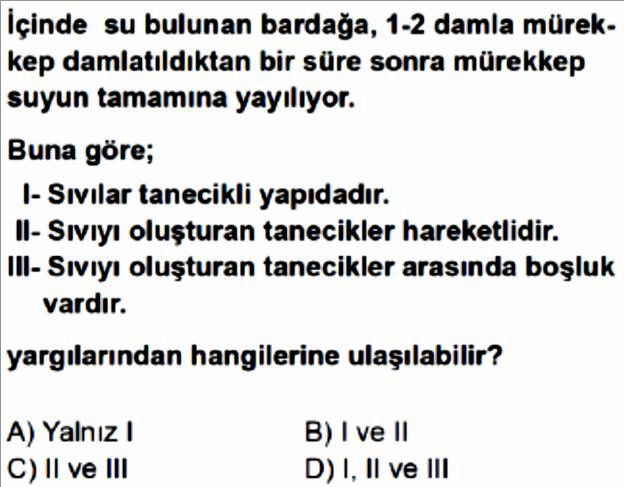 İçinde su bulunan bardağa, 1-2 damla mürek-
kep damlatıldıktan bir süre sonra mürekkep
suyun tamamına yayılıyor.
Buna göre;
I- Sıvılar tanecikli yapıdadır.
II- Sıvıyı oluşturan tanecikler hareketlidir.
III- Sıvıyı oluşturan tanecikler arasında boşluk
vardır.
yargılarından hangilerine ulaşılabilir?
A) Yalnız I B) I ve II
C) II ve III D) I, II ve III